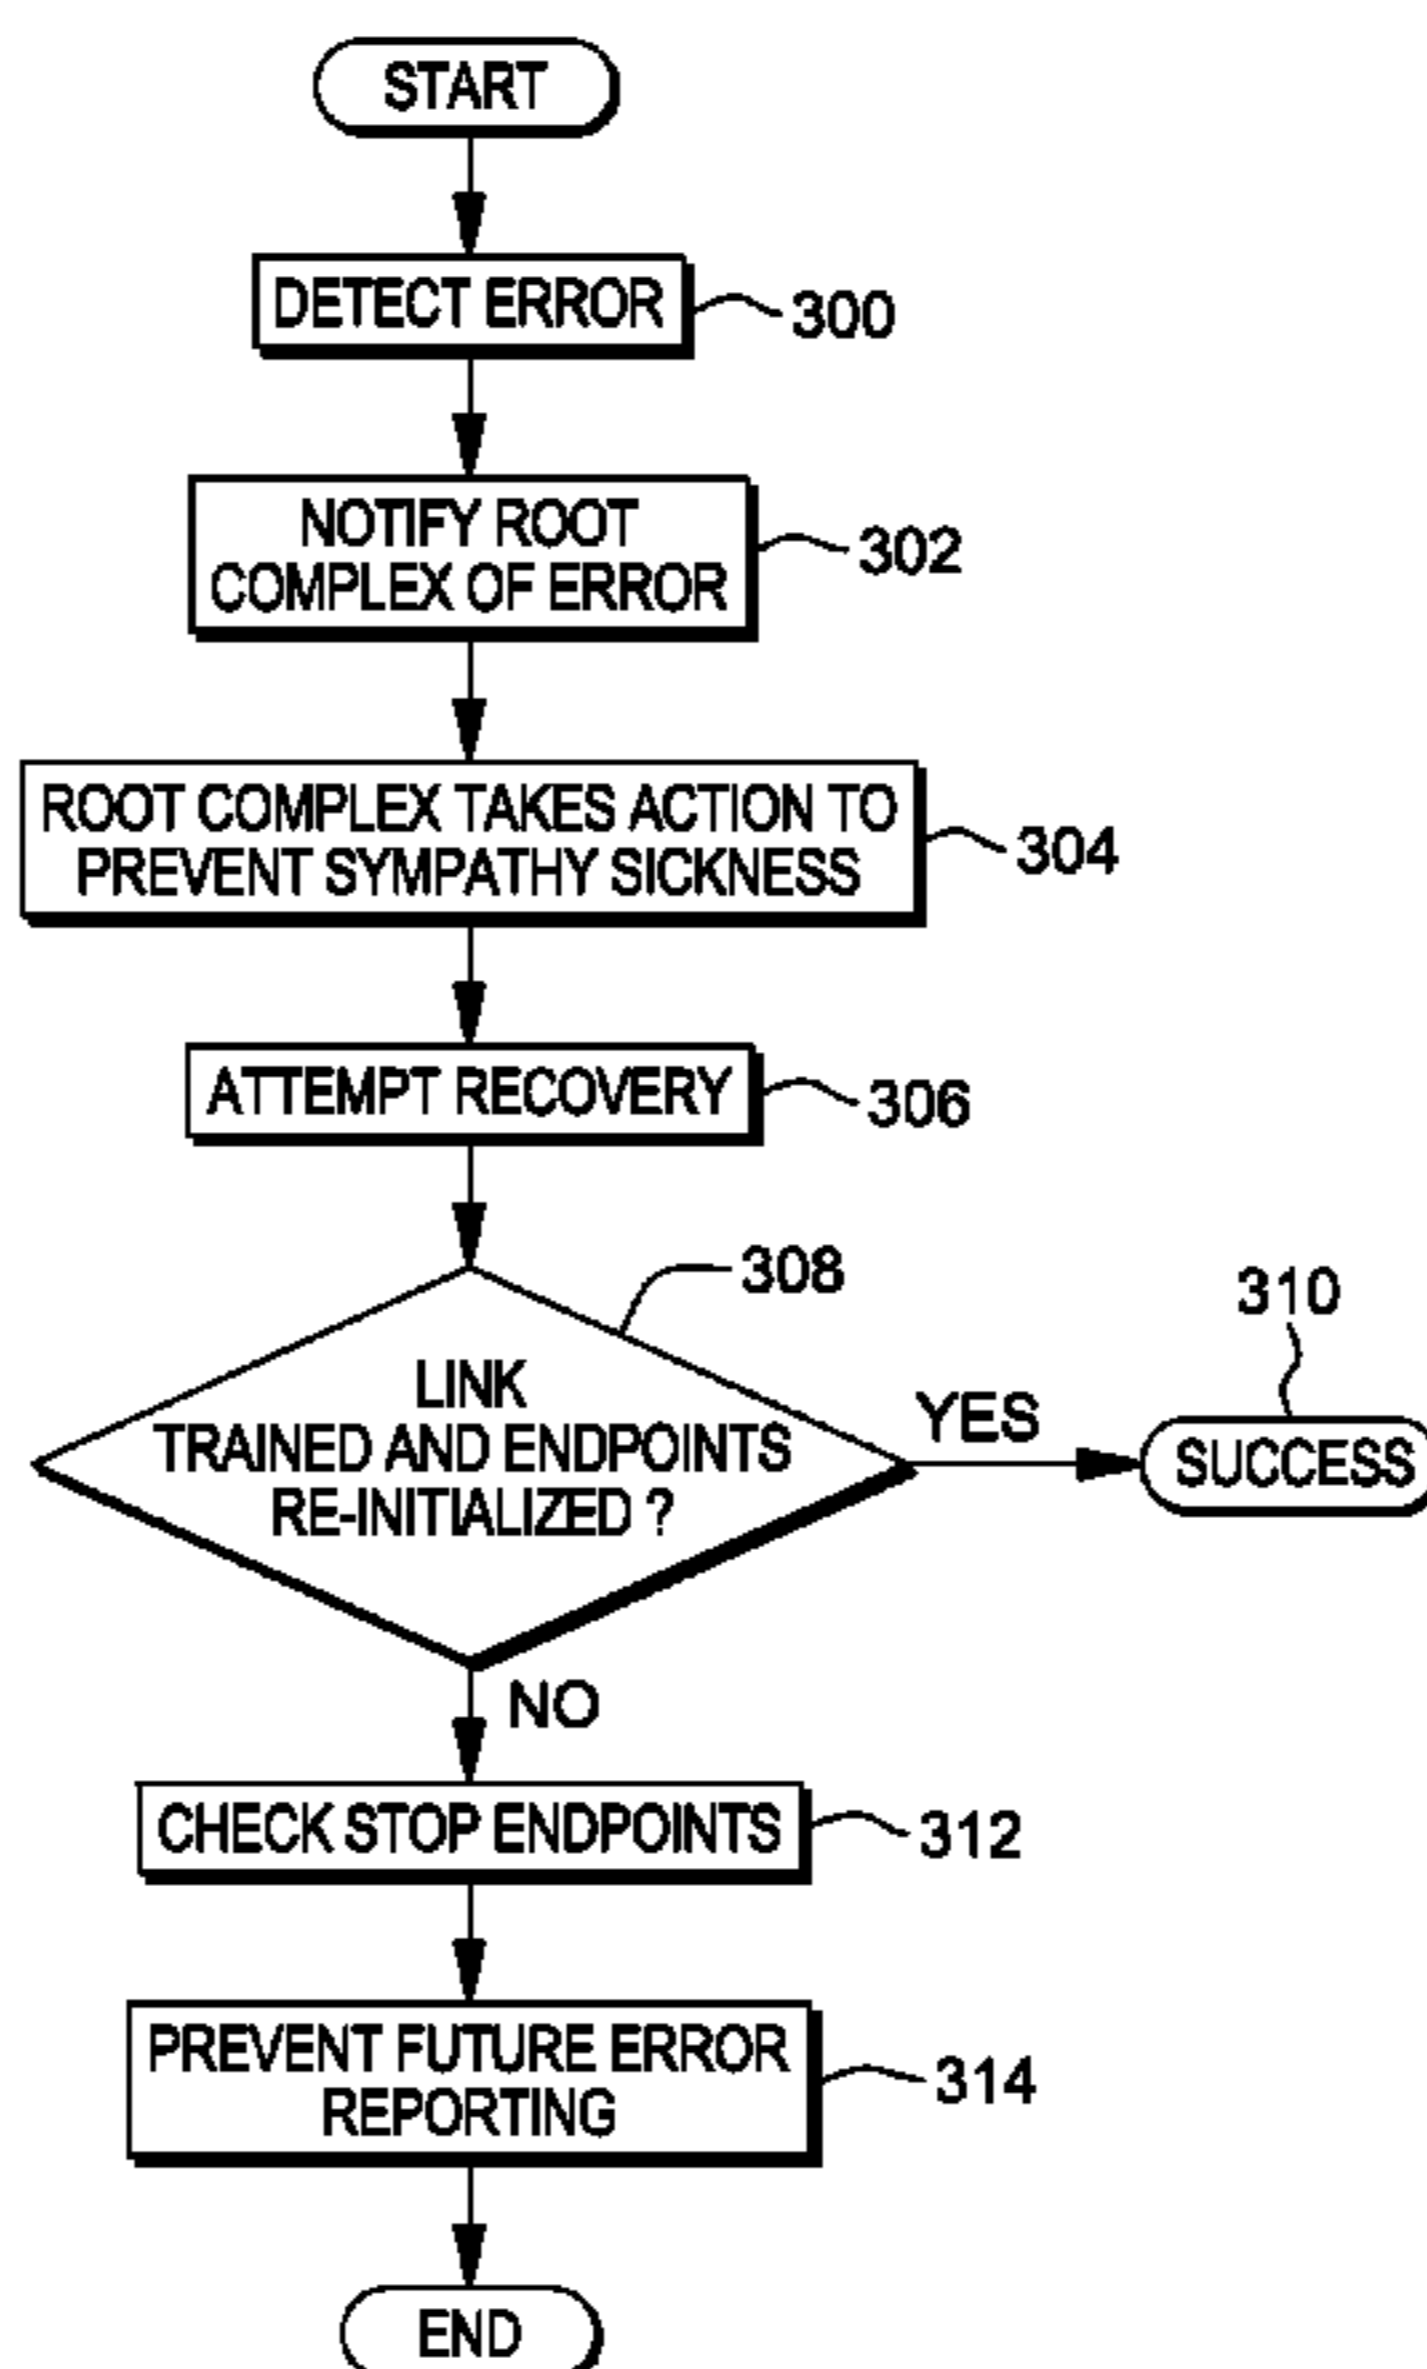 START
DETECT ERROR
300
NOTIFY ROOT
COMPLEX OF ERROR
302
ROOT COMPLEX TAKES ACTION TO
PREVENT SYMPATHY SICKNESS
304
ATTEMPT RECOVERY
306
308
LINK
TRAINED AND ENDPOINTS
RE-INITIALIZED ?
YES
310
SUCCESS
NO
CHECK STOP ENDPOINTS
312
PREVENT FUTURE ERROR
REPORTING
314
END